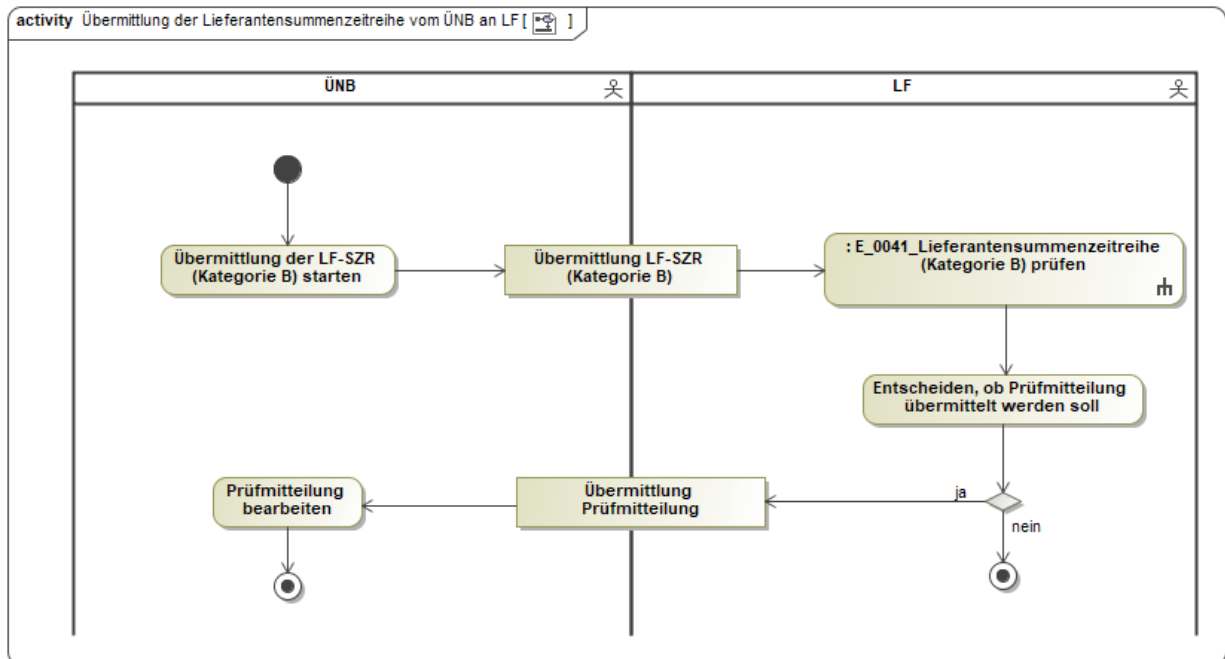 activity Übermittlung der Lieferantensummenzeitreihe vom ÜNB an LF [ ]
ÜNB
LF
Übermittlung der LF-SZR
(Kategorie B) starten
Übermittlung LF-SZR
(Kategorie B)
: E_0041_Lieferantensummenzeitreihe
(Kategorie B) prüfen
Entscheiden, ob Prüfmitteilung
übermittelt werden soll
Prüfmitteilung
bearbeiten
Übermittlung
Prüfmitteilung
ja
nein